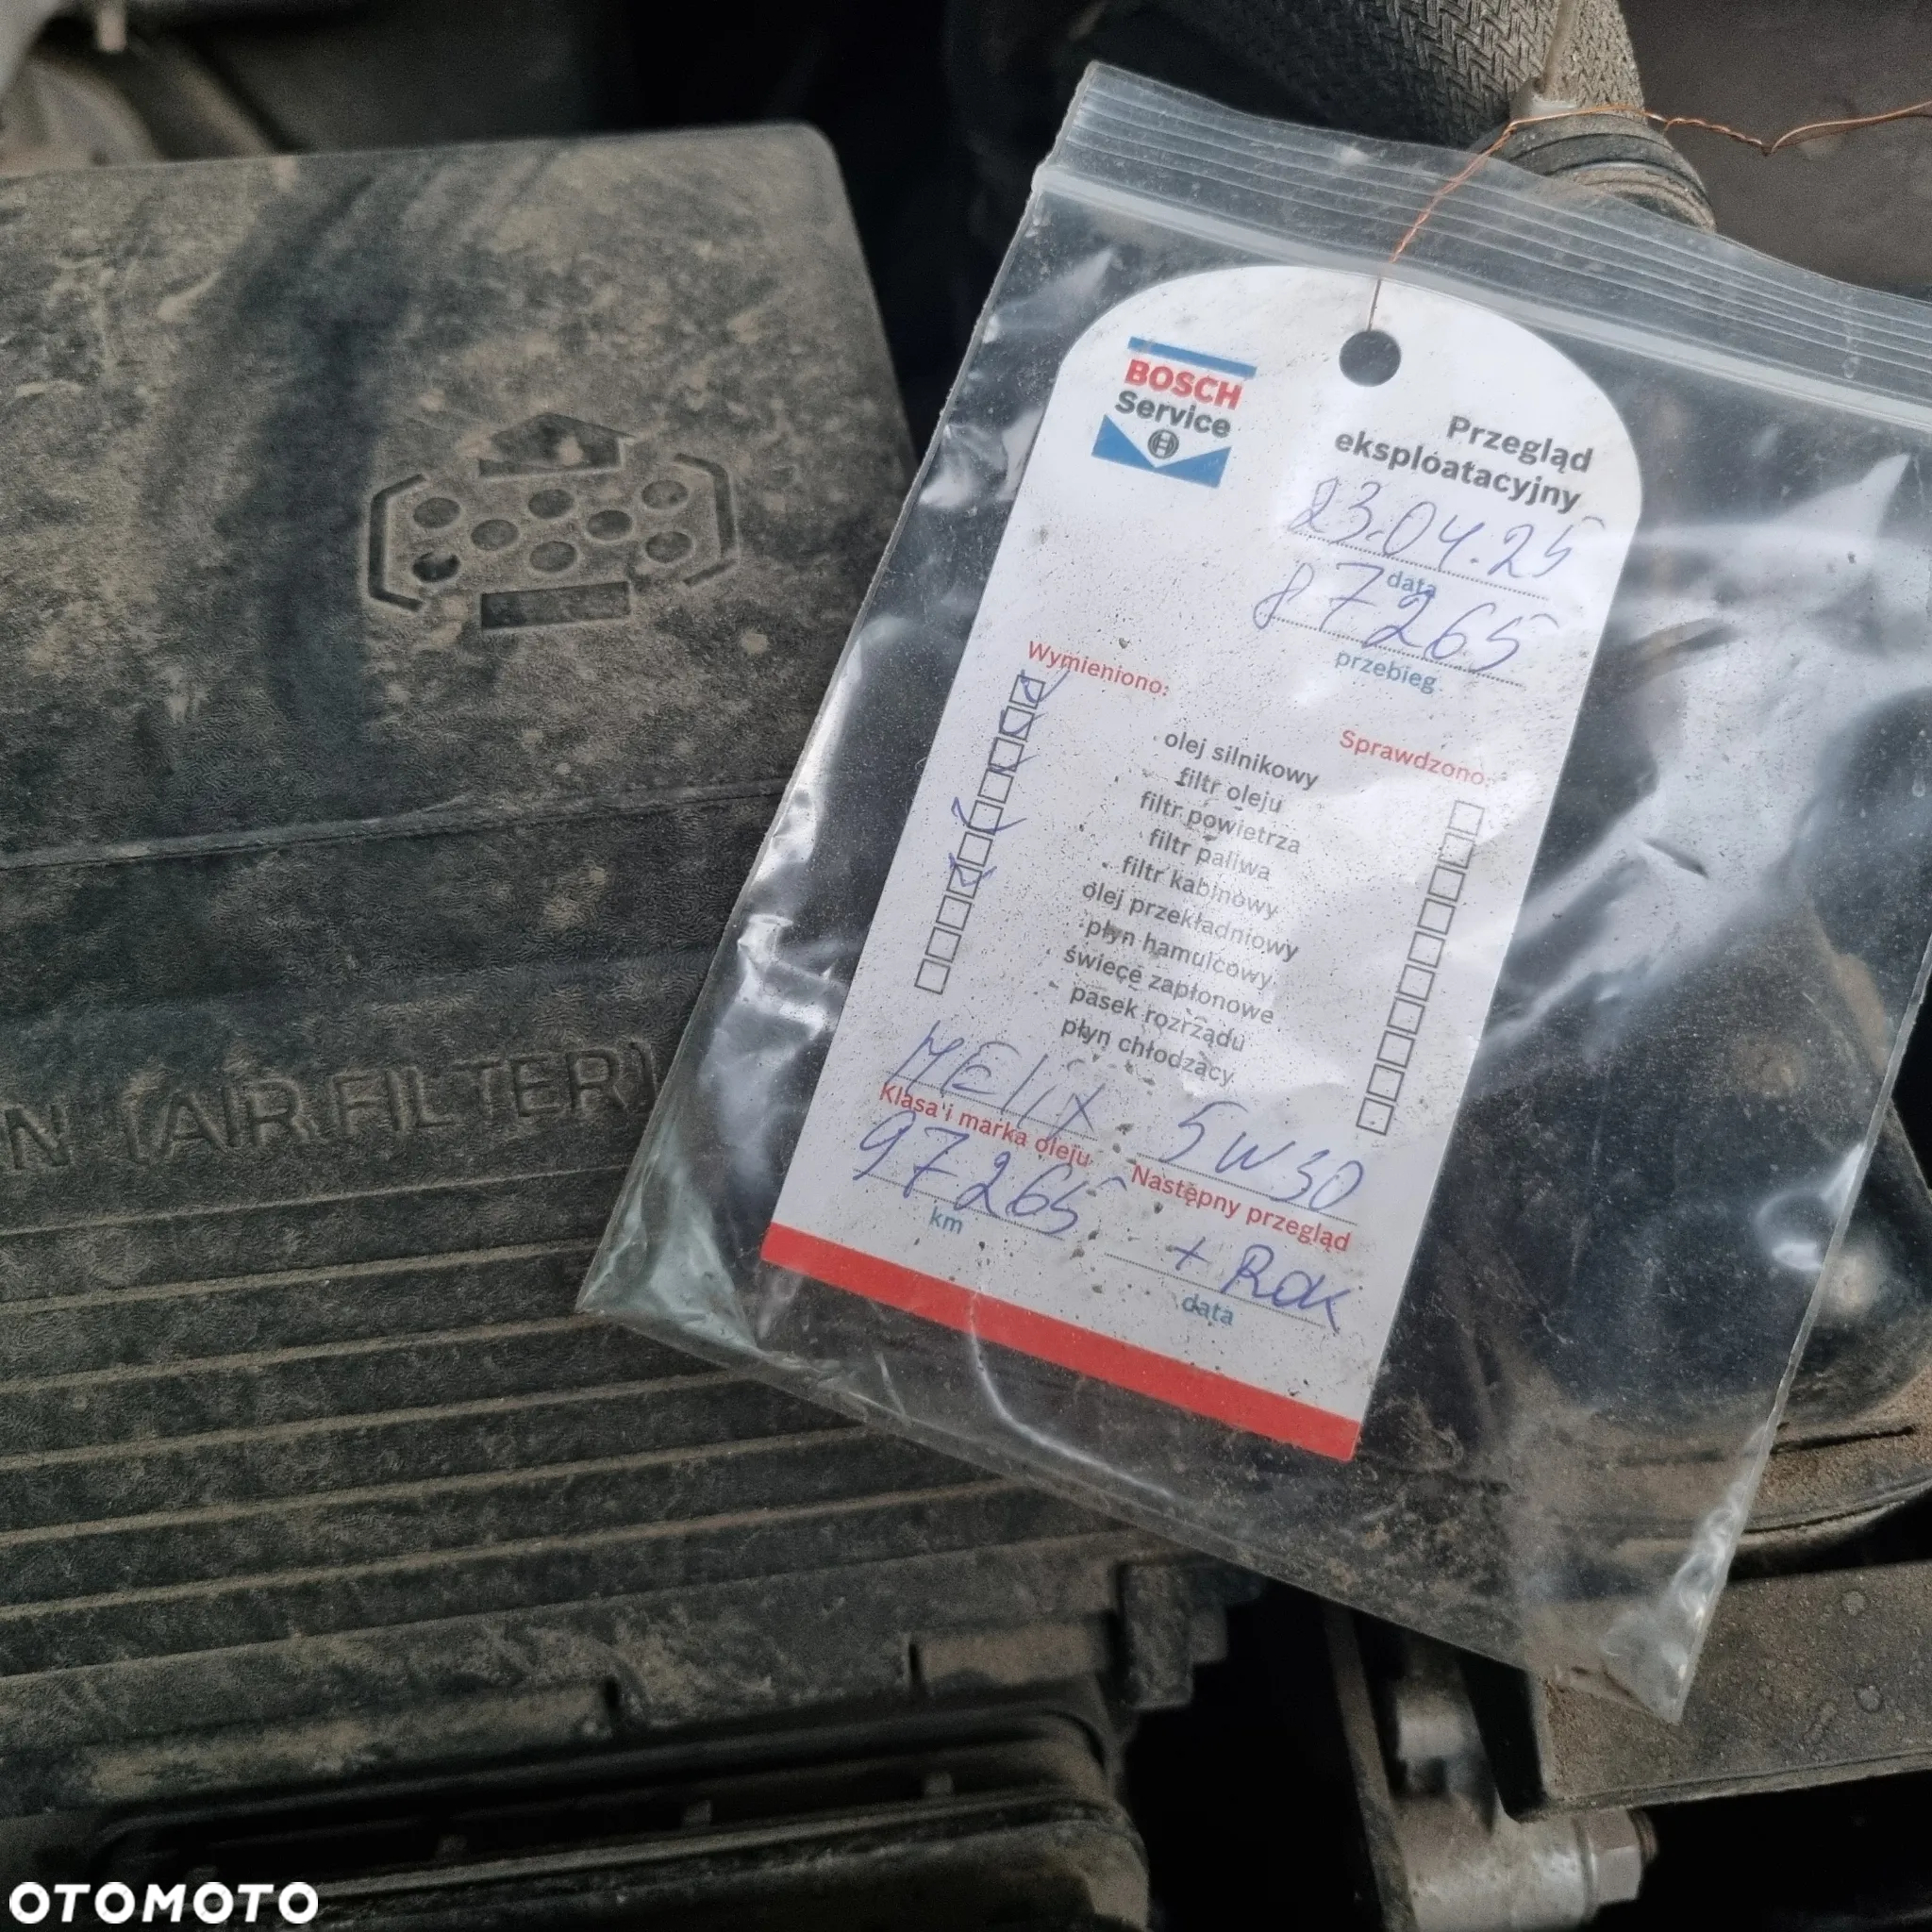 BOSCH
Service
Przegląd
eksploatacyjny
23.04.25
data
87265
przebieg
Wymieniono:
Sprawdzono:
olej silnikowy
filtr oleju
filtr powietrza
filtr paliwa
filtr kabinowy
olej przekładniowy
płyn hamulcowy
świece zapłonowe
pasek rozrządu
płyn chłodzący
HElix 5W30
Klasa i marka oleju
Następny przegląd
97265
km
+ Rok
data
N (AIR FILTER)
OTOMOTO